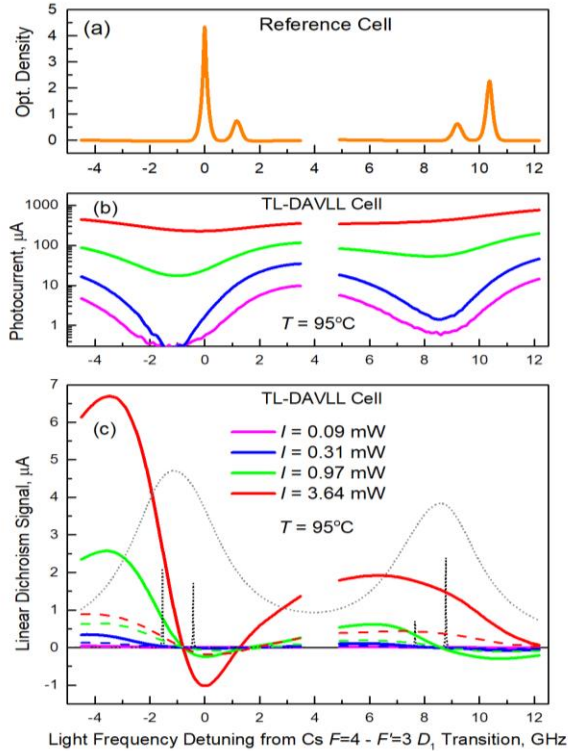 (a)
Reference Cell
Opt. Density
5
4
3
2
1
0
-4 -2 0 2 4 6 8 10 12
(b)
TL-DAVLL Cell
Photocurrent, μA
1000
100
10
1
T = 95°C
-4 -2 0 2 4 6 8 10 12
TL-DAVLL Cell
(c)
Linear Dichroism Signal, μA
7
6
5
4
3
2
1
0
-1
I = 0.09 mW
I = 0.31 mW
I = 0.97 mW
I = 3.64 mW
T = 95°C
-4 -2 0 2 4 6 8 10 12
Light Frequency Detuning from Cs F=4 - F'=3 D, Transition, GHz